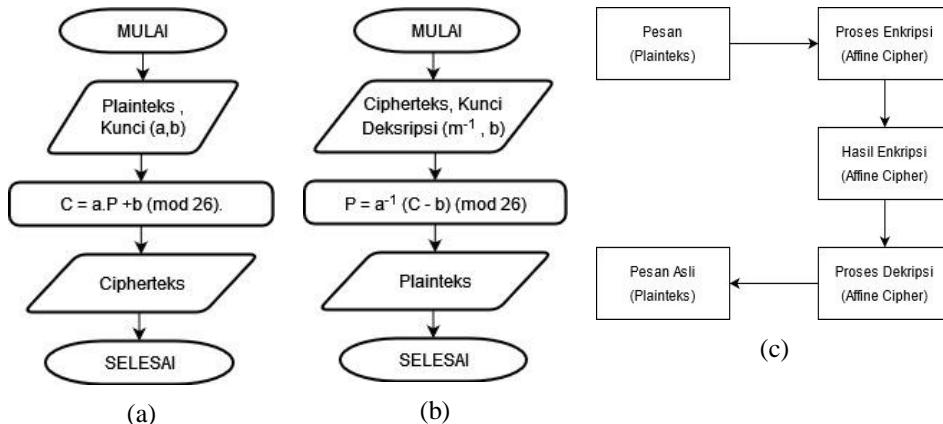 MULAI
Plainteks ,
Kunci (a,b)
C = a.P +b (mod 26).
Cipherteks
SELESAI
(a)
MULAI
Cipherteks, Kunci
Deksripsi (m⁻¹ , b)
P = a⁻¹ (C - b) (mod 26)
Plainteks
SELESAI
(b)
Pesan
(Plainteks)
Proses Enkripsi
(Affine Cipher)
Hasil Enkripsi
(Affine Cipher)
Proses Dekripsi
(Affine Cipher)
Pesan Asli
(Plainteks)
(c)